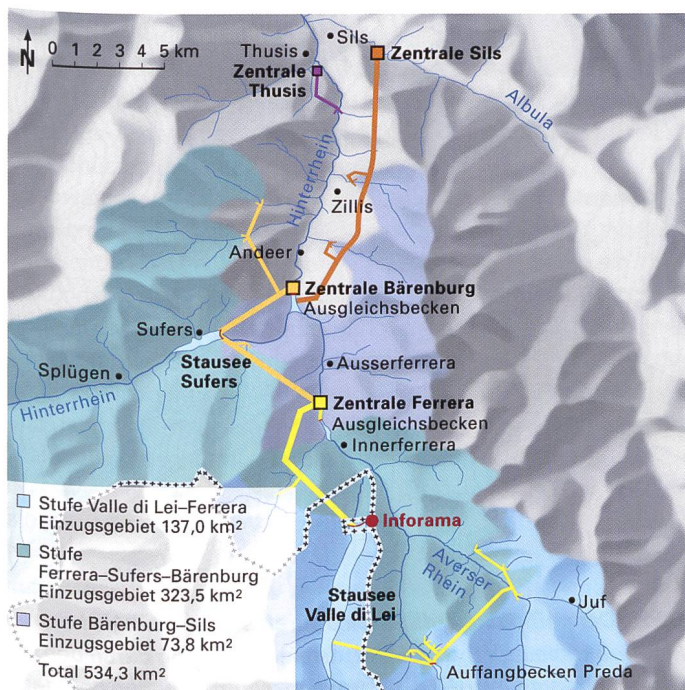 N
0 1 2 3 4 5 km
Thusis
Sils
Zentrale Sils
Zentrale
Thusis
Albula
Hinterrhein
Zillis
Andeer
Zentrale Bärenburg
Ausgleichsbecken
Sufers
Stausee
Sufers
Ausserferrera
Splügen
Hinterrhein
Zentrale Ferrera
Ausgleichsbecken
Innerferrera
Inforama
Averser
Rhein
Stausee
Valle di Lei
Juf
Auffangbecken Preda
Stufe Valle di Lei–Ferrera
Einzugsgebiet 137,0 km²
Stufe
Ferrera–Sufers–Bärenburg
Einzugsgebiet 323,5 km²
Stufe Bärenburg–Sils
Einzugsgebiet 73,8 km²
Total 534,3 km²